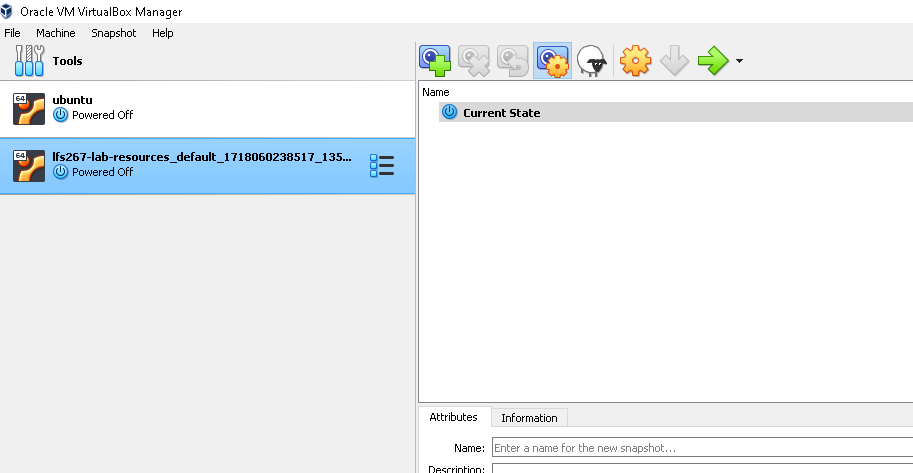 Oracle VM VirtualBox Manager
File Machine Snapshot Help
Tools
64
ubuntu
Powered Off
64
lfs267-lab-resources_default_1718060238517_135...
Powered Off
Name
Current State
Attributes Information
Name: Enter a name for the new snapshot...
Description: